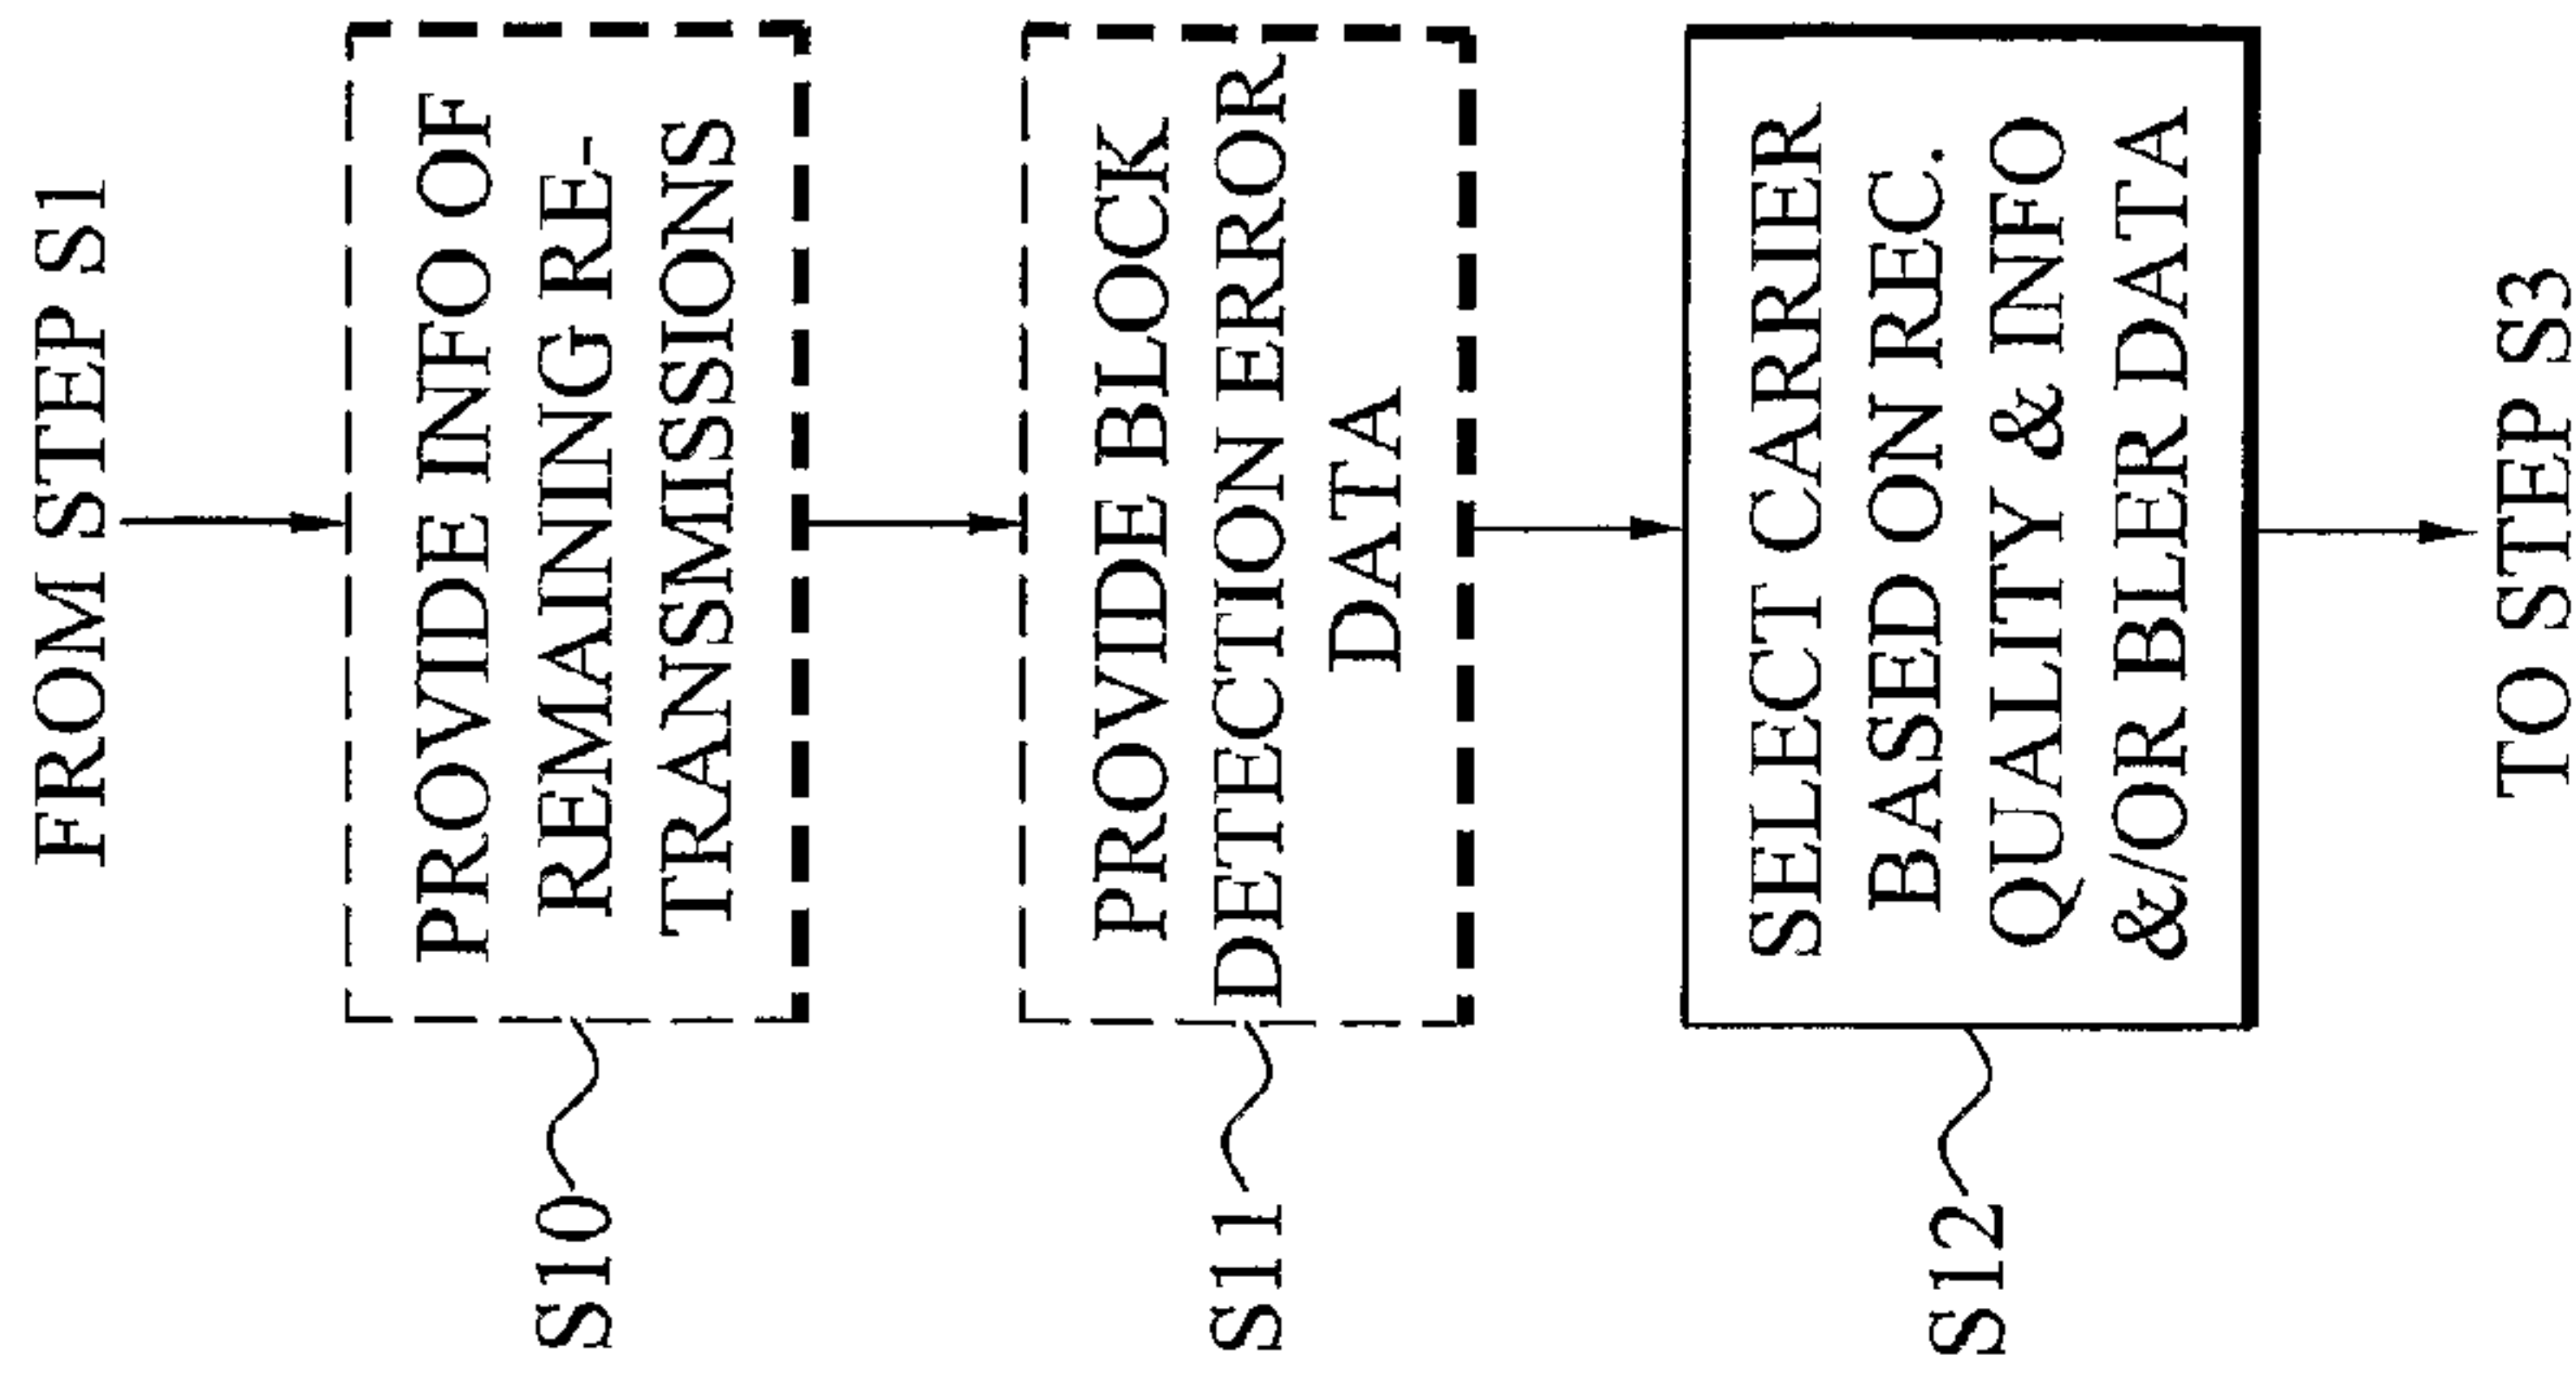 FROM STEP S1
PROVIDE INFO OF
REMAINING RE-
TRANSMISSIONS
S10
PROVIDE BLOCK
DETECTION ERROR
DATA
S11
SELECT CARRIER
BASED ON REC.
QUALITY & INFO
&/OR BLER DATA
S12
TO STEP S3